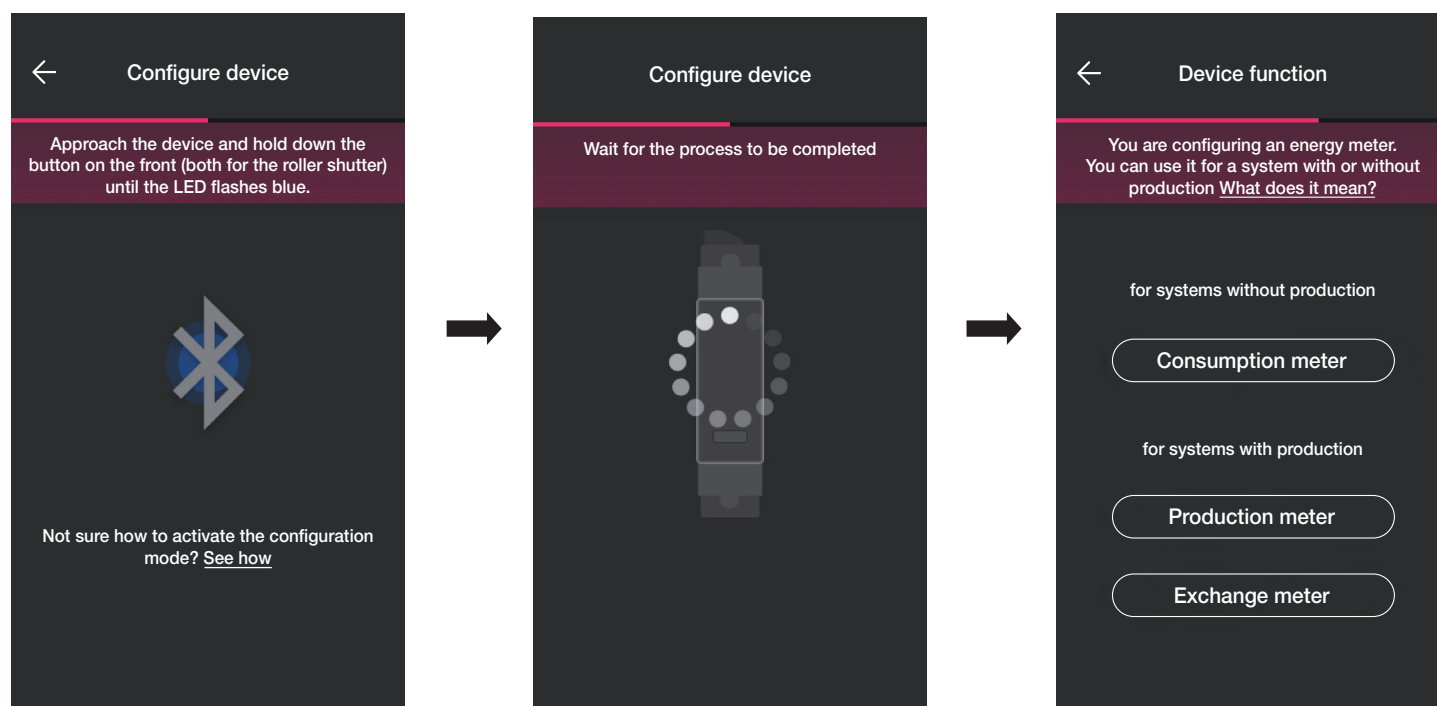 Configure device
Approach the device and hold down the
button on the front (both for the roller shutter)
until the LED flashes blue.
Not sure how to activate the configuration
mode? See how
Configure device
Wait for the process to be completed
Device function
You are configuring an energy meter.
You can use it for a system with or without
production What does it mean?
for systems without production
Consumption meter
for systems with production
Production meter
Exchange meter